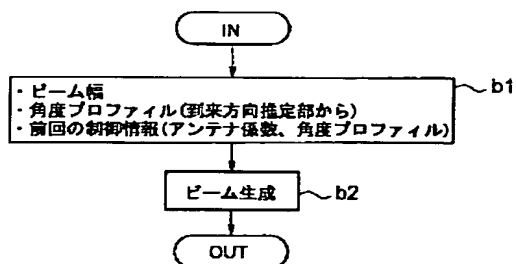 IN
・ビーム幅
・角度プロファイル(到来方向推定部から)
・前回の制御情報(アンテナ係数、角度プロファイル)
b1
ビーム生成
b2
OUT